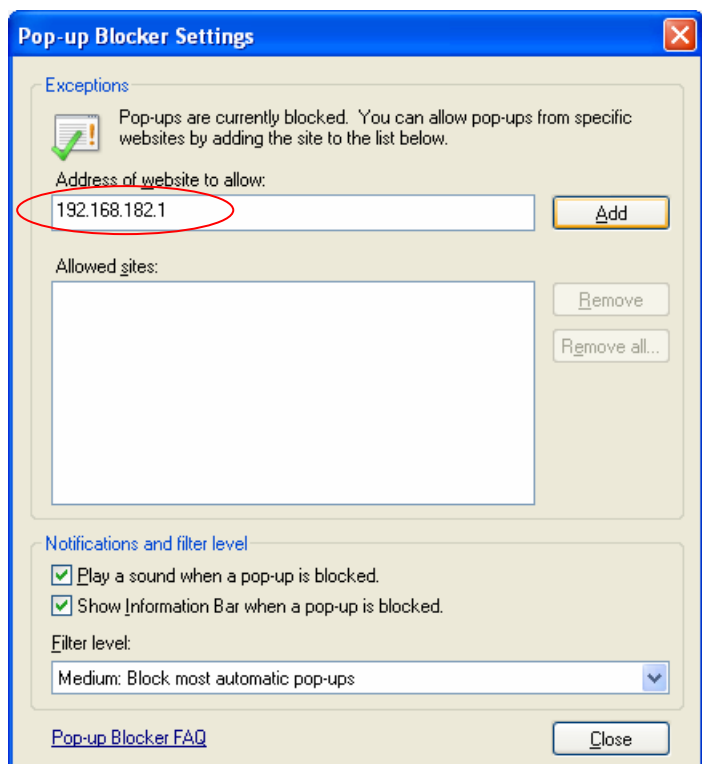 Pop-up Blocker Settings
Exceptions
Pop-ups are currently blocked. You can allow pop-ups from specific
websites by adding the site to the list below.
Address of website to allow:
192.168.182.1
Add
Allowed sites:
Remove
Remove all...
Notifications and filter level
Play a sound when a pop-up is blocked.
Show Information Bar when a pop-up is blocked.
Filter level:
Medium: Block most automatic pop-ups
Pop-up Blocker FAQ
Close